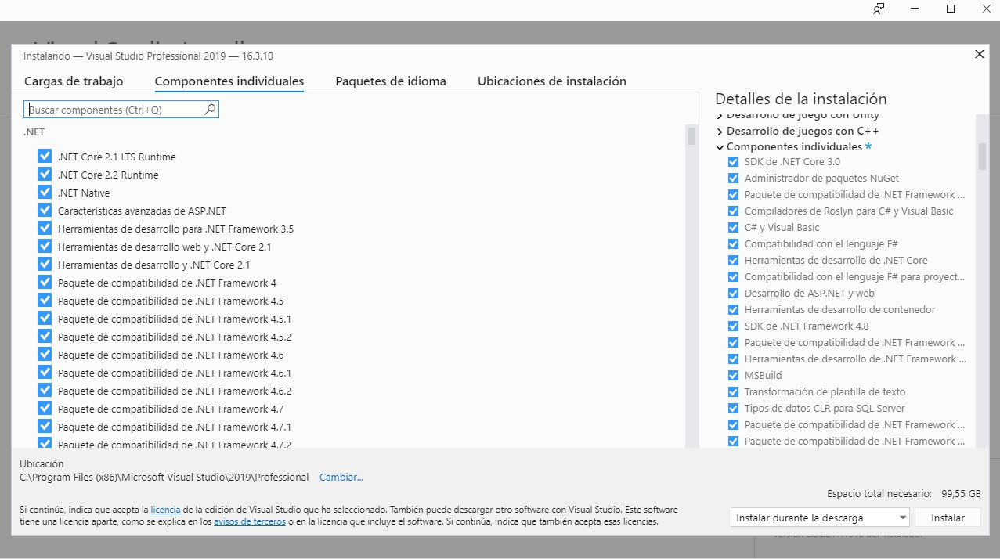 Instalando — Visual Studio Professional 2019 — 16.3.10
Cargas de trabajo
Componentes individuales
Paquetes de idioma
Ubicaciones de instalación
Buscar componentes (Ctrl+Q)
.NET
.NET Core 2.1 LTS Runtime
.NET Core 2.2 Runtime
.NET Native
Características avanzadas de ASP.NET
Herramientas de desarrollo para .NET Framework 3.5
Herramientas de desarrollo web y .NET Core 2.1
Herramientas de desarrollo y .NET Core 2.1
Paquete de compatibilidad de .NET Framework 4
Paquete de compatibilidad de .NET Framework 4.5
Paquete de compatibilidad de .NET Framework 4.5.1
Paquete de compatibilidad de .NET Framework 4.5.2
Paquete de compatibilidad de .NET Framework 4.6
Paquete de compatibilidad de .NET Framework 4.6.1
Paquete de compatibilidad de .NET Framework 4.6.2
Paquete de compatibilidad de .NET Framework 4.7
Paquete de compatibilidad de .NET Framework 4.7.1
Paquete de compatibilidad de .NET Framework 4.7.2
Detalles de la instalación
Desarrollo de juego con Unity
Desarrollo de juegos con C++
Componentes individuales *
SDK de .NET Core 3.0
Administrador de paquetes NuGet
Paquete de compatibilidad de .NET Framework ...
Compiladores de Roslyn para C# y Visual Basic
C# y Visual Basic
Compatibilidad con el lenguaje F#
Herramientas de desarrollo de .NET Core
Compatibilidad con el lenguaje F# para proyect...
Desarrollo de ASP.NET y web
Herramientas de desarrollo de contenedor
SDK de .NET Framework 4.8
Paquete de compatibilidad de .NET Framework ...
Herramientas de desarrollo de .NET Framework ...
MSBuild
Transformación de plantilla de texto
Tipos de datos CLR para SQL Server
Paquete de compatibilidad de .NET Framework ...
Paquete de compatibilidad de .NET Framework ...
Ubicación
C:\Program Files (x86)\Microsoft Visual Studio\2019\Professional Cambiar...
Espacio total necesario: 99,55 GB
Si continúa, indica que acepta la licencia de la edición de Visual Studio que ha seleccionado. También puede descargar otro software con Visual Studio. Este software
tiene una licencia aparte, como se explica en los avisos de terceros o en la licencia que incluye el software. Si continúa, indica que también acepta esas licencias.
Instalar durante la descarga
Instalar